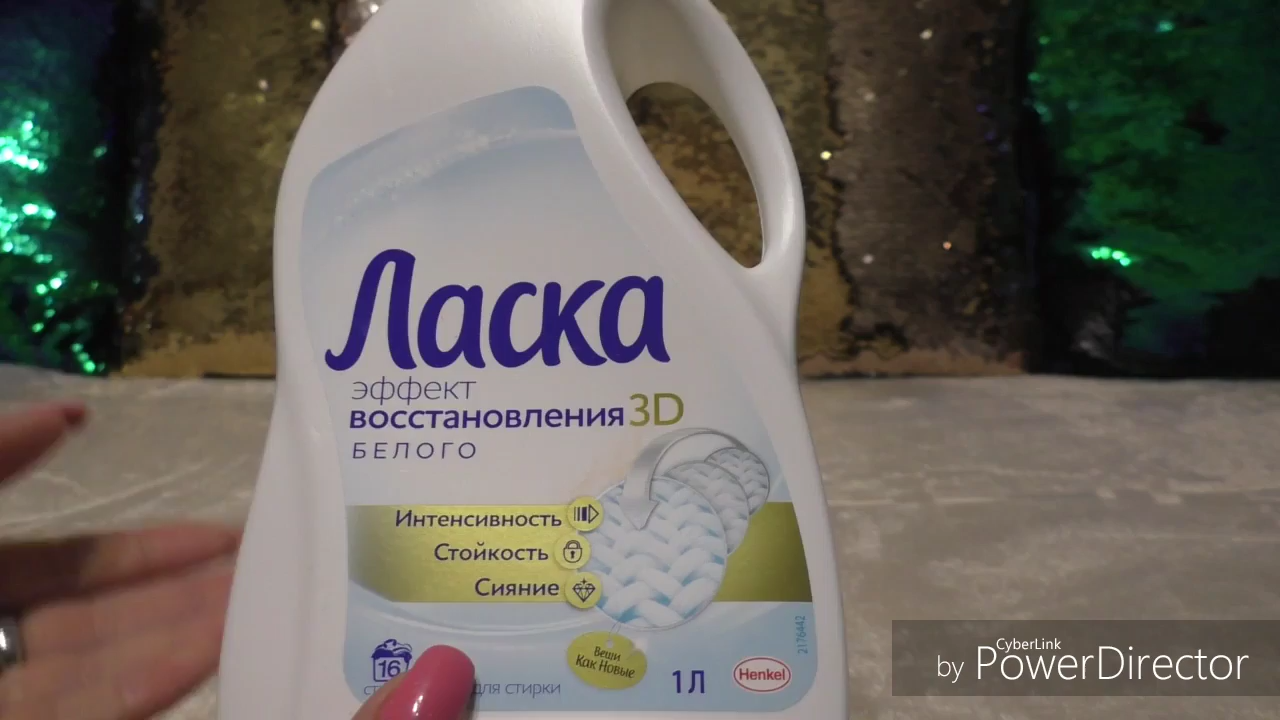 Ласка
эффект
восстановления 3D
БЕЛОГО
Интенсивность
Стойкость
Сияние
16
для стирки
Вещи
Как Новые
1Л
Henkel
2176442
CyberLink
by PowerDirector